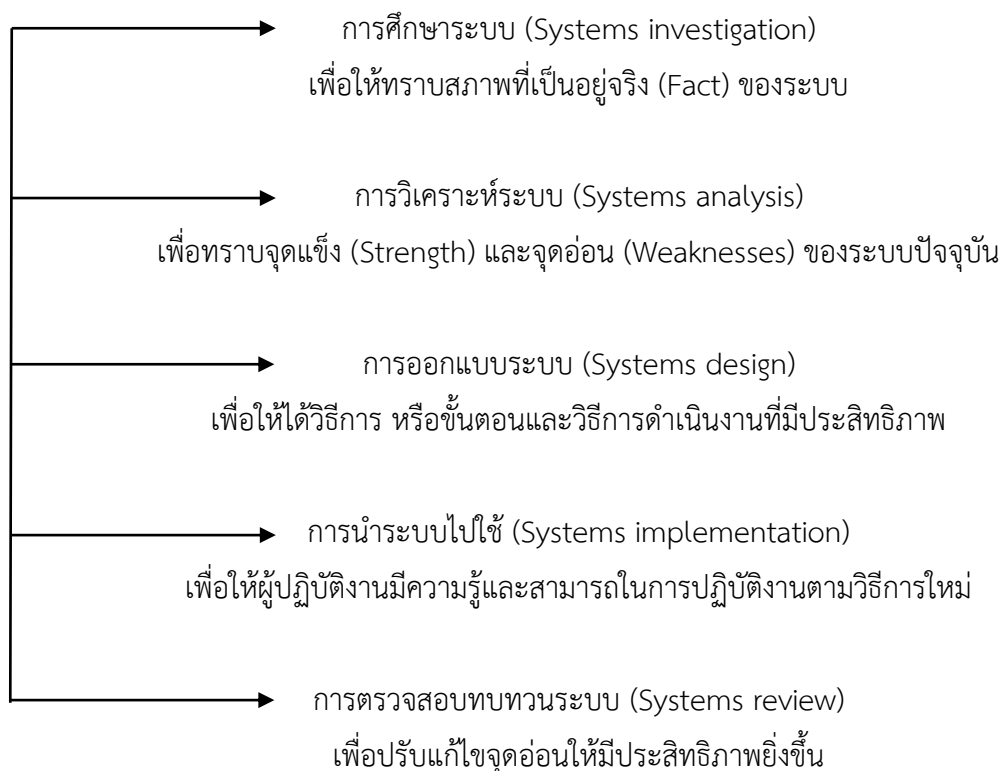 การศึกษาระบบ (Systems investigation)
เพื่อให้ทราบสภาพที่เป็นอยู่จริง (Fact) ของระบบ
การวิเคราะห์ระบบ (Systems analysis)
เพื่อทราบจุดแข็ง (Strength) และจุดอ่อน (Weaknesses) ของระบบปัจจุบัน
การออกแบบระบบ (Systems design)
เพื่อให้ได้วิธีการ หรือขั้นตอนและวิธีการดำเนินงานที่มีประสิทธิภาพ
การนำระบบไปใช้ (Systems implementation)
เพื่อให้ผู้ปฏิบัติงานมีความรู้และสามารถในการปฏิบัติงานตามวิธีการใหม่
การตรวจสอบทบทวนระบบ (Systems review)
เพื่อปรับแก้ไขจุดอ่อนให้มีประสิทธิภาพยิ่งขึ้น